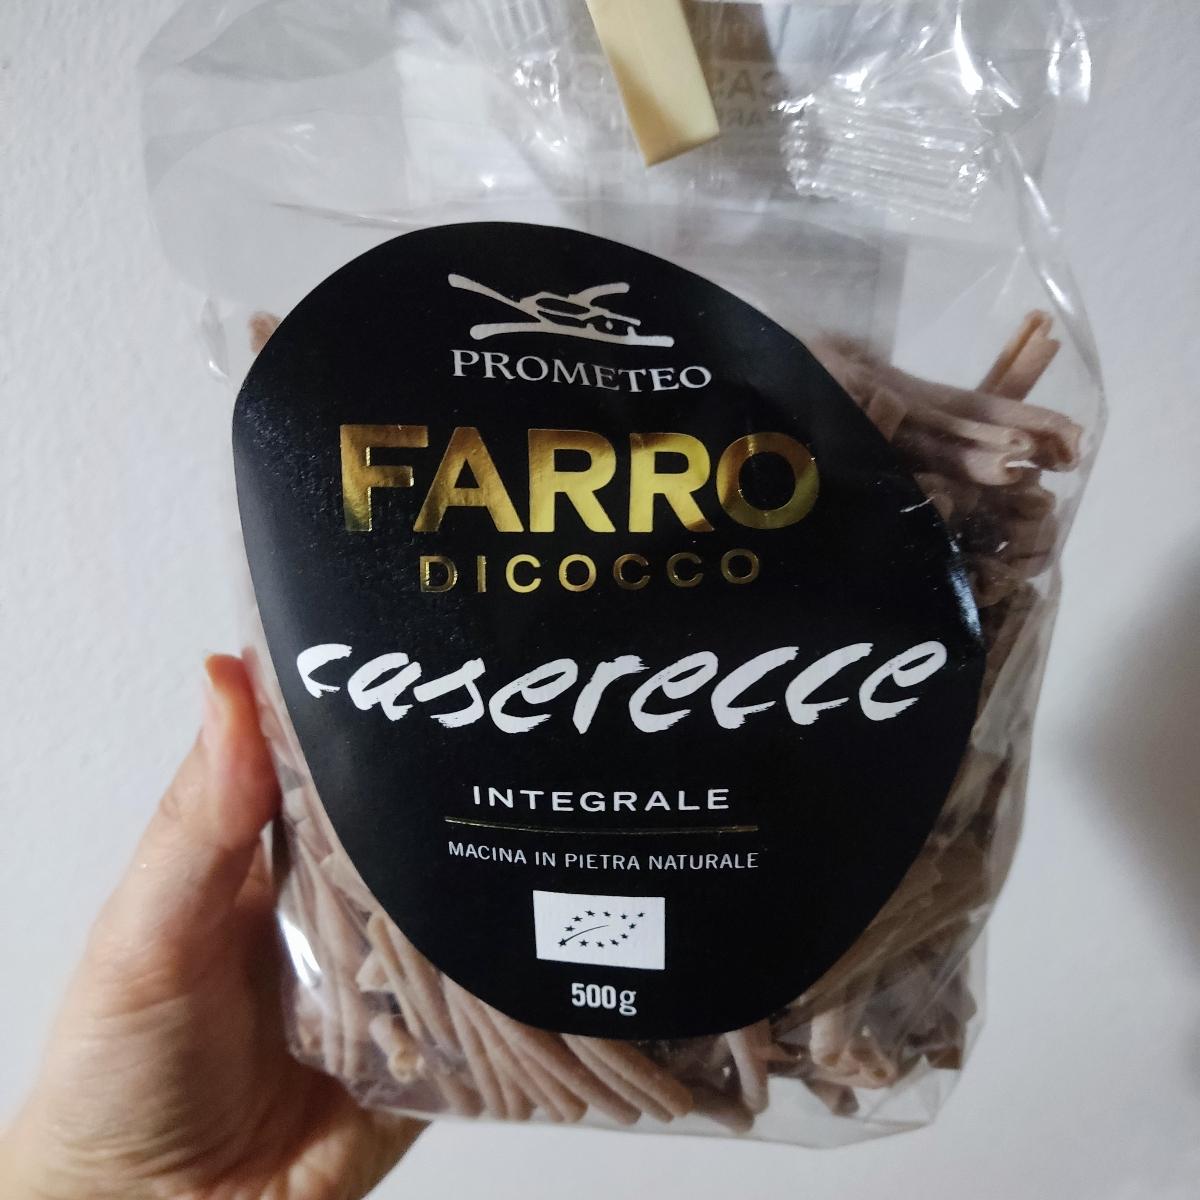 PROMETEO
FARRO
DICOCCO
caserecce
INTEGRALE
MACINA IN PIETRA NATURALE
500g